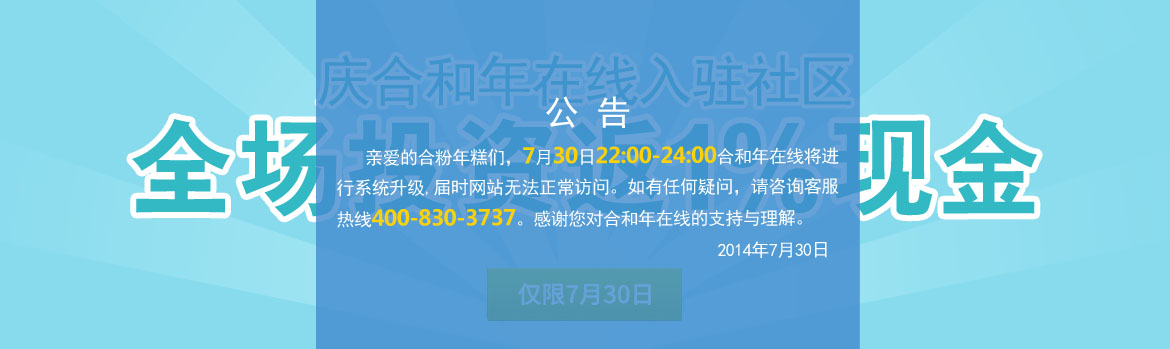 庆合和年在线入驻社区
全场投资返1%现金
公 告
亲爱的合粉年糕们，7月30日22:00-24:00合和年在线将进
行系统升级,届时网站无法正常访问。如有任何疑问，请咨询客服
热线400-830-3737。感谢您对合和年在线的支持与理解。
2014年7月30日
仅限7月30日